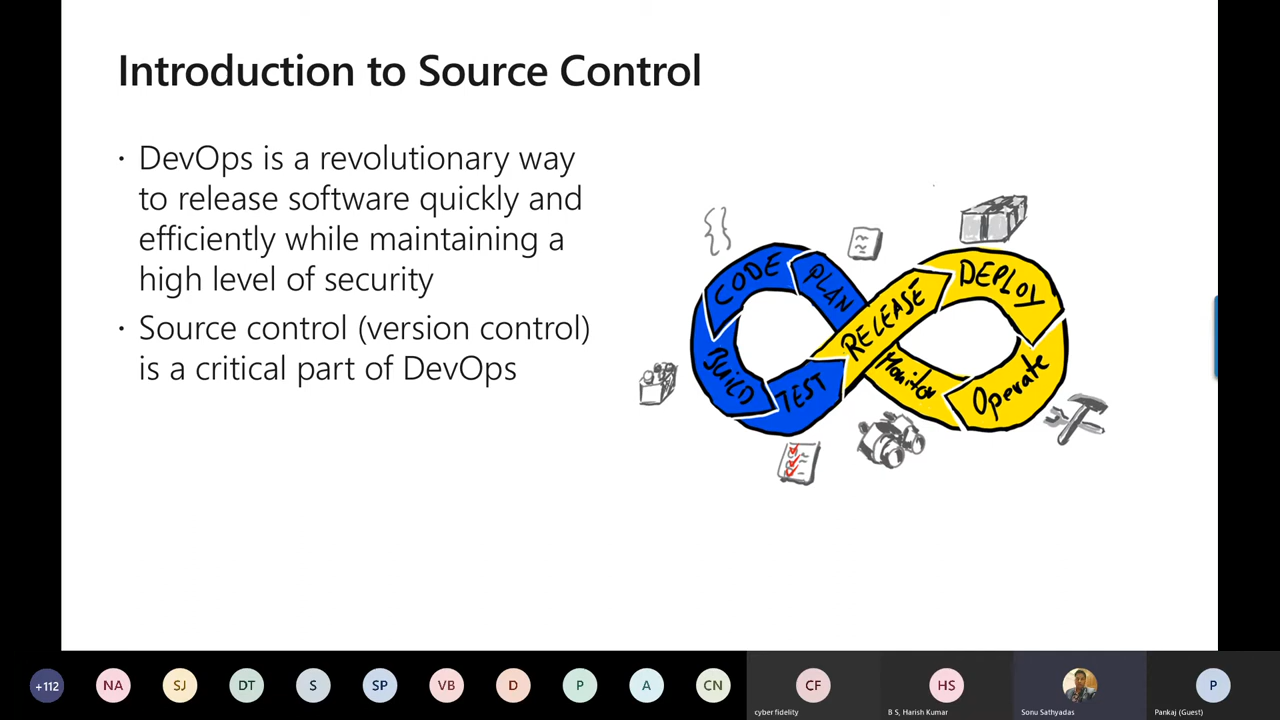 Introduction to Source Control
• DevOps is a revolutionary way
to release software quickly and
efficiently while maintaining a
high level of security
• Source control (version control)
is a critical part of DevOps
CODE
PLAN
RELEASE
DEPLOY
BUILD
TEST
Monitor
Operate
+112
NA
SJ
DT
S
SP
VB
D
P
A
CN
CF
HS
P
cyber fidelity
B S, Harish Kumar
Sonu Sathyadas
Pankaj (Guest)